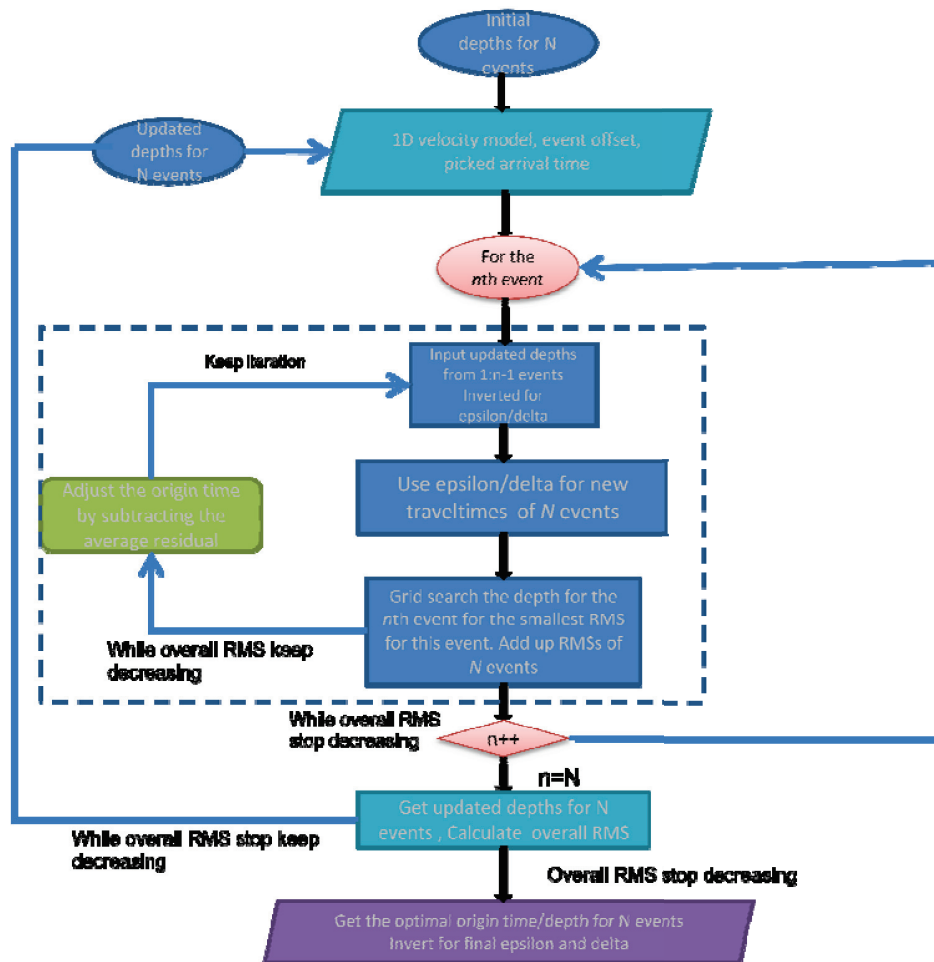 Initial
depths for N
events
Updated
depths for
N events
1D velocity model, event offset,
picked arrival time
For the
nth event
Keep itaration
Input updated depths
from 1:n-1 events
Inverted for
epsilon/delta
Adjust the origin time
by subtracting the
average residual
Use epsilon/delta for new
traveltimes of N events
Grid search the depth for the
nth event for the smallest RMS
for this event. Add up RMSs of
N events
While overall RMS keep
decreasing
While overall RMS
stop decreasing
n++
n=N
Get updated depths for N
events , Calculate overall RMS
While overall RMS stop keep
decreasing
Overall RMS stop decreasing
Get the optimal origin time/depth for N events
Invert for final epsilon and delta